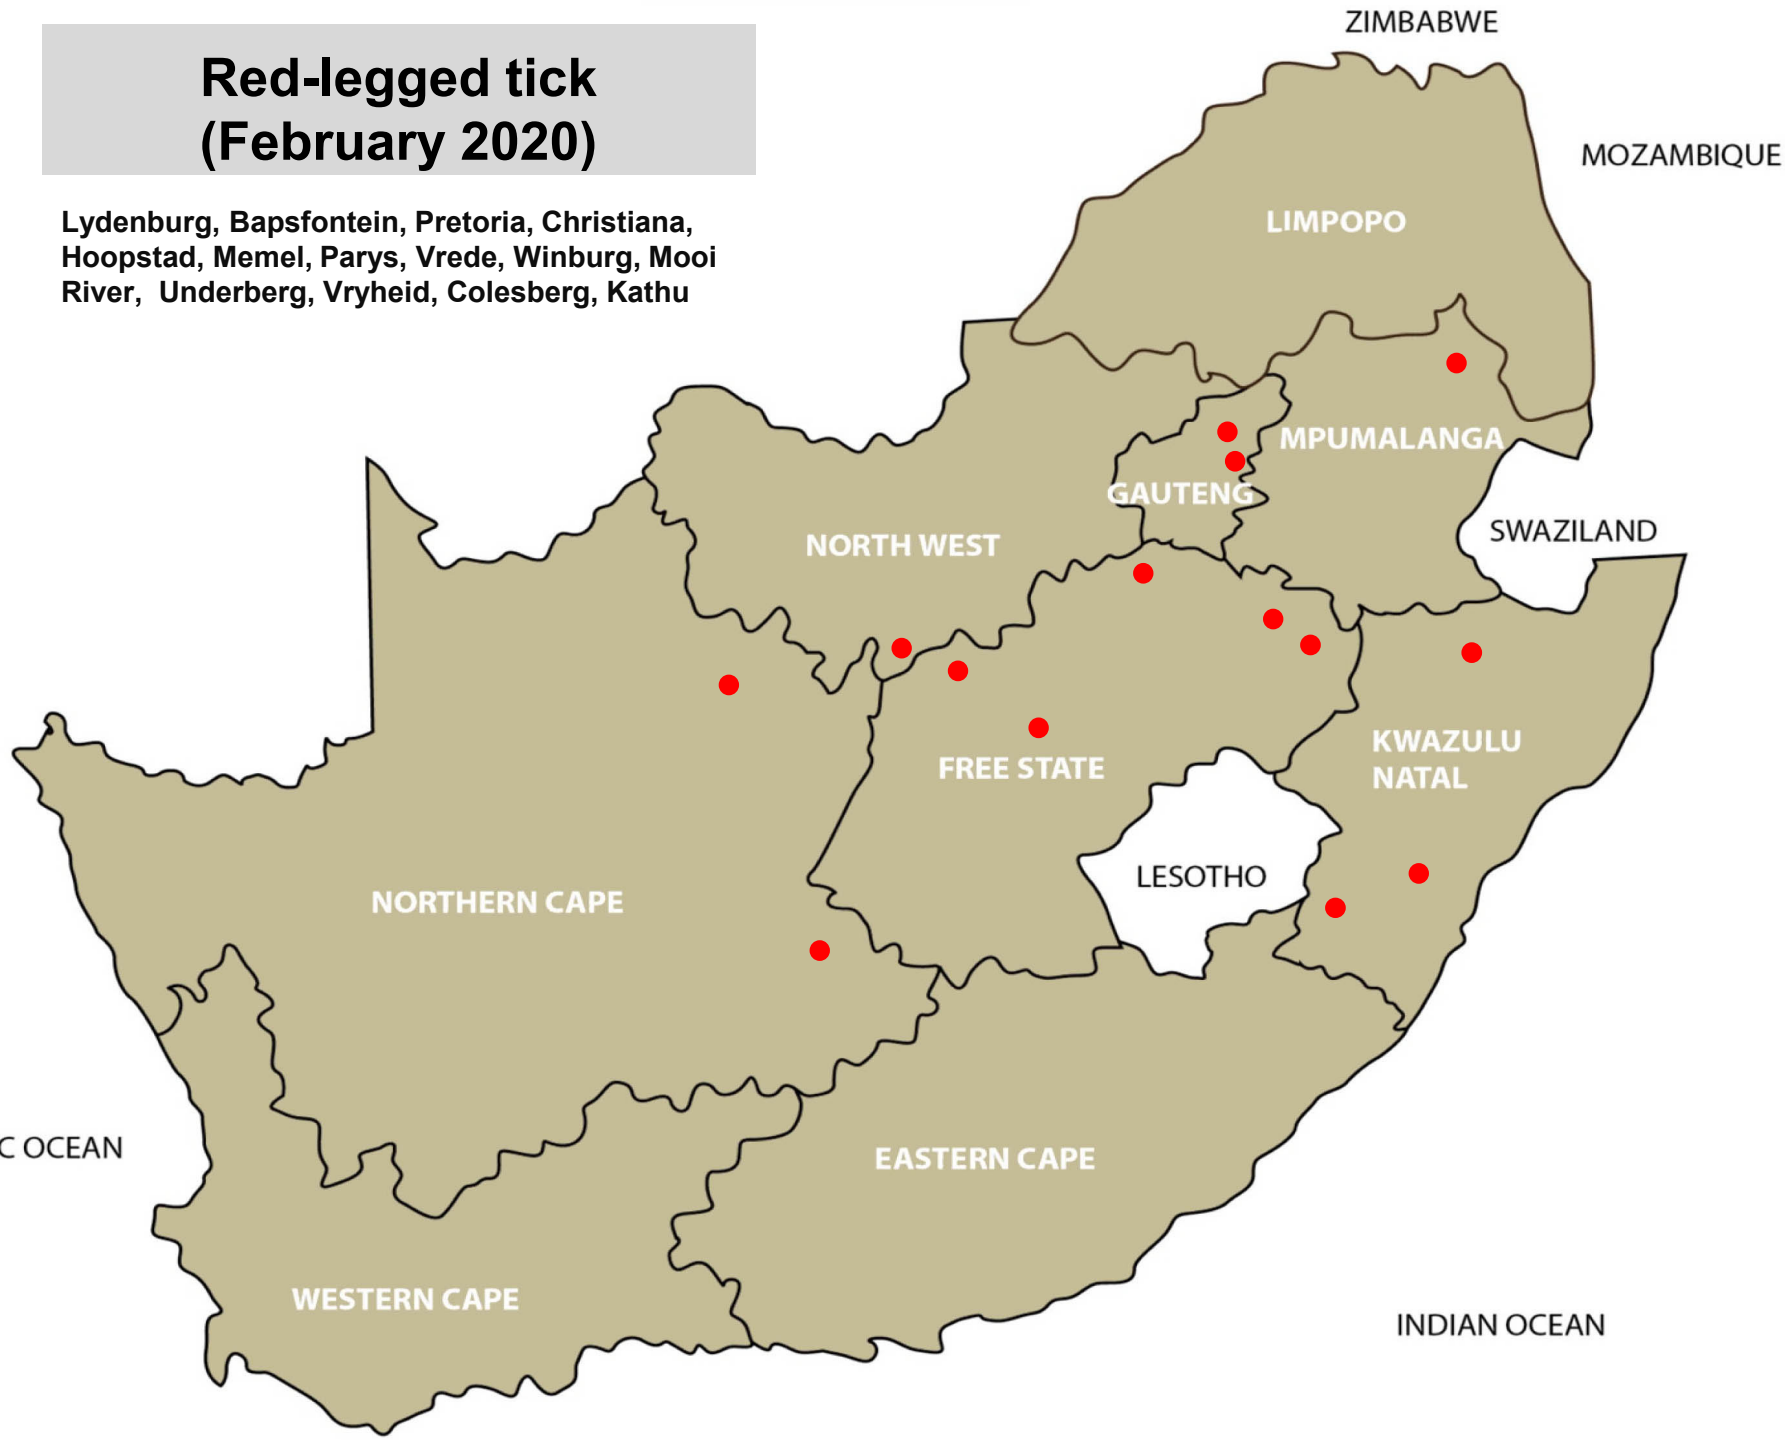 Red-legged tick
(February 2020)
Lydenburg, Bapsfontein, Pretoria, Christiana,
Hoopstad, Memel, Parys, Vrede, Winburg, Mooi
River, Underberg, Vryheid, Colesberg, Kathu
ZIMBABWE
MOZAMBIQUE
LIMPOPO
MPUMALANGA
GAUTENG
SWAZILAND
NORTH WEST
KWAZULU
NATAL
FREE STATE
LESOTHO
NORTHERN CAPE
C OCEAN
EASTERN CAPE
WESTERN CAPE
INDIAN OCEAN